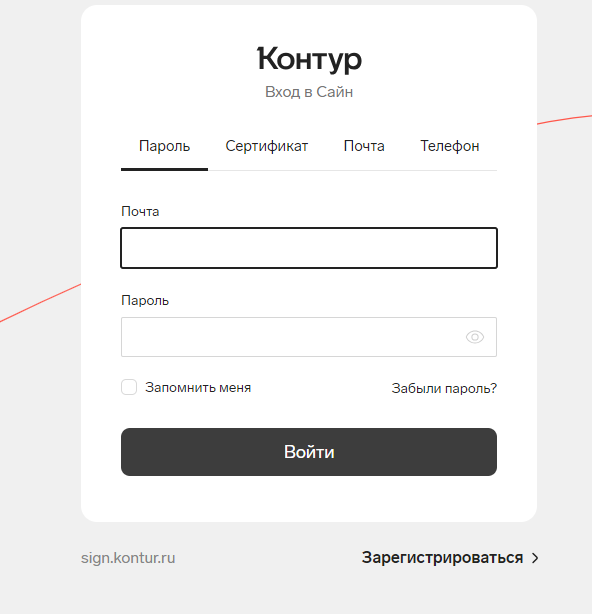 Контур
Вход в Сайн
Пароль Сертификат Почта Телефон
Почта
Пароль
Запомнить меня Забыли пароль?
Войти
sign.kontur.ru Зарегистрироваться